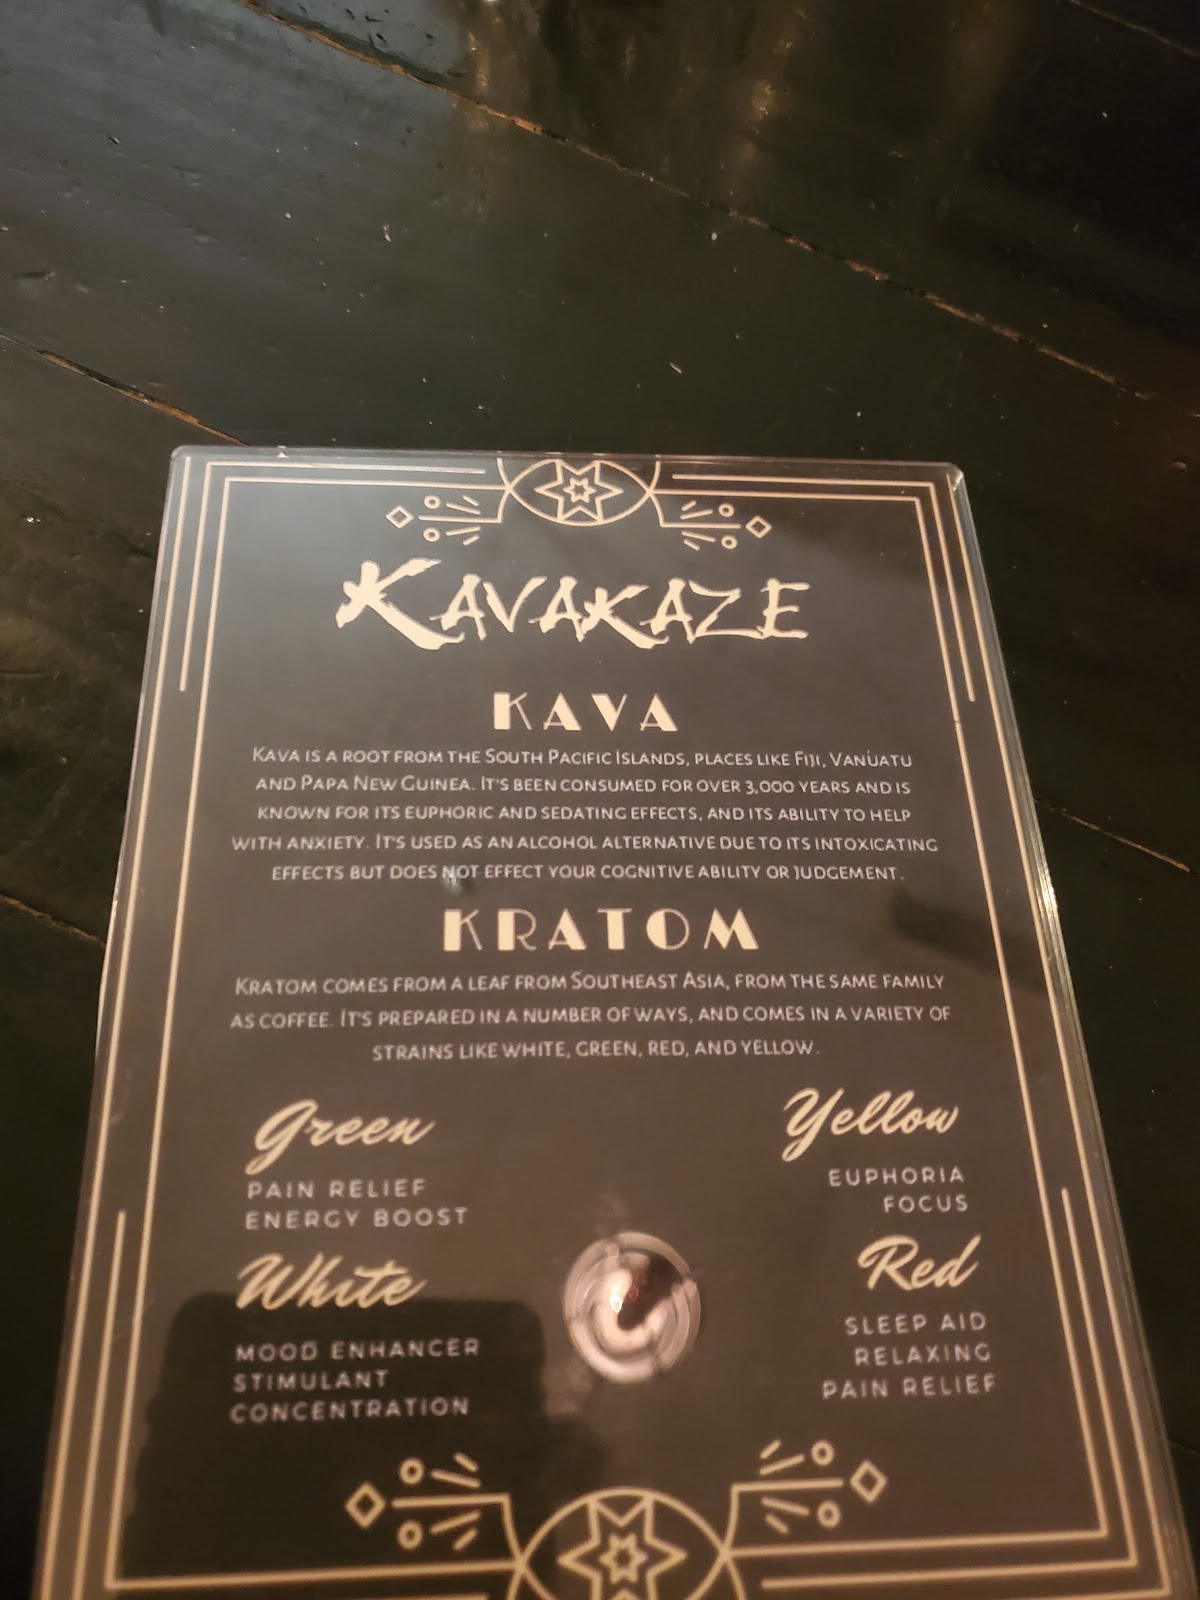 KAVAKAZE
KAVA
KAVA IS A ROOT FROM THE SOUTH PACIFIC ISLANDS, PLACES LIKE FIJI, VANUATU
AND PAPA NEW GUINEA. IT'S BEEN CONSUMED FOR OVER 3,000 YEARS AND IS
KNOWN FOR ITS EUPHORIC AND SEDATING EFFECTS, AND ITS ABILITY TO HELP
WITH ANXIETY. IT'S USED AS AN ALCOHOL ALTERNATIVE DUE TO ITS INTOXICATING
EFFECTS BUT DOES NOT EFFECT YOUR COGNITIVE ABILITY OR JUDGEMENT.
KRATOM
KRATOM COMES FROM A LEAF FROM SOUTHEAST ASIA, FROM THE SAME FAMILY
AS COFFEE. IT'S PREPARED IN A NUMBER OF WAYS, AND COMES IN A VARIETY OF
STRAINS LIKE WHITE, GREEN, RED, AND YELLOW.
Green
PAIN RELIEF
ENERGY BOOST
White
MOOD ENHANCER
STIMULANT
CONCENTRATION
Yellow
EUPHORIA
FOCUS
Red
SLEEP AID
RELAXING
PAIN RELIEF